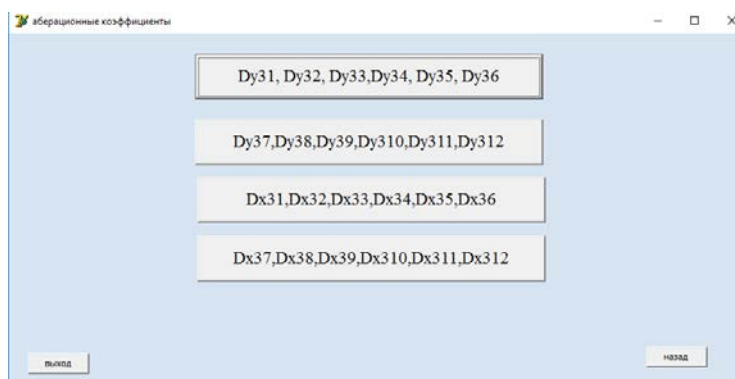 аберационные коэффициенты
Dy31, Dy32, Dy33,Dy34, Dy35, Dy36
Dy37,Dy38,Dy39,Dy310,Dy311,Dy312
Dx31,Dx32,Dx33,Dx34,Dx35,Dx36
Dx37,Dx38,Dx39,Dx310,Dx311,Dx312
выход
назад